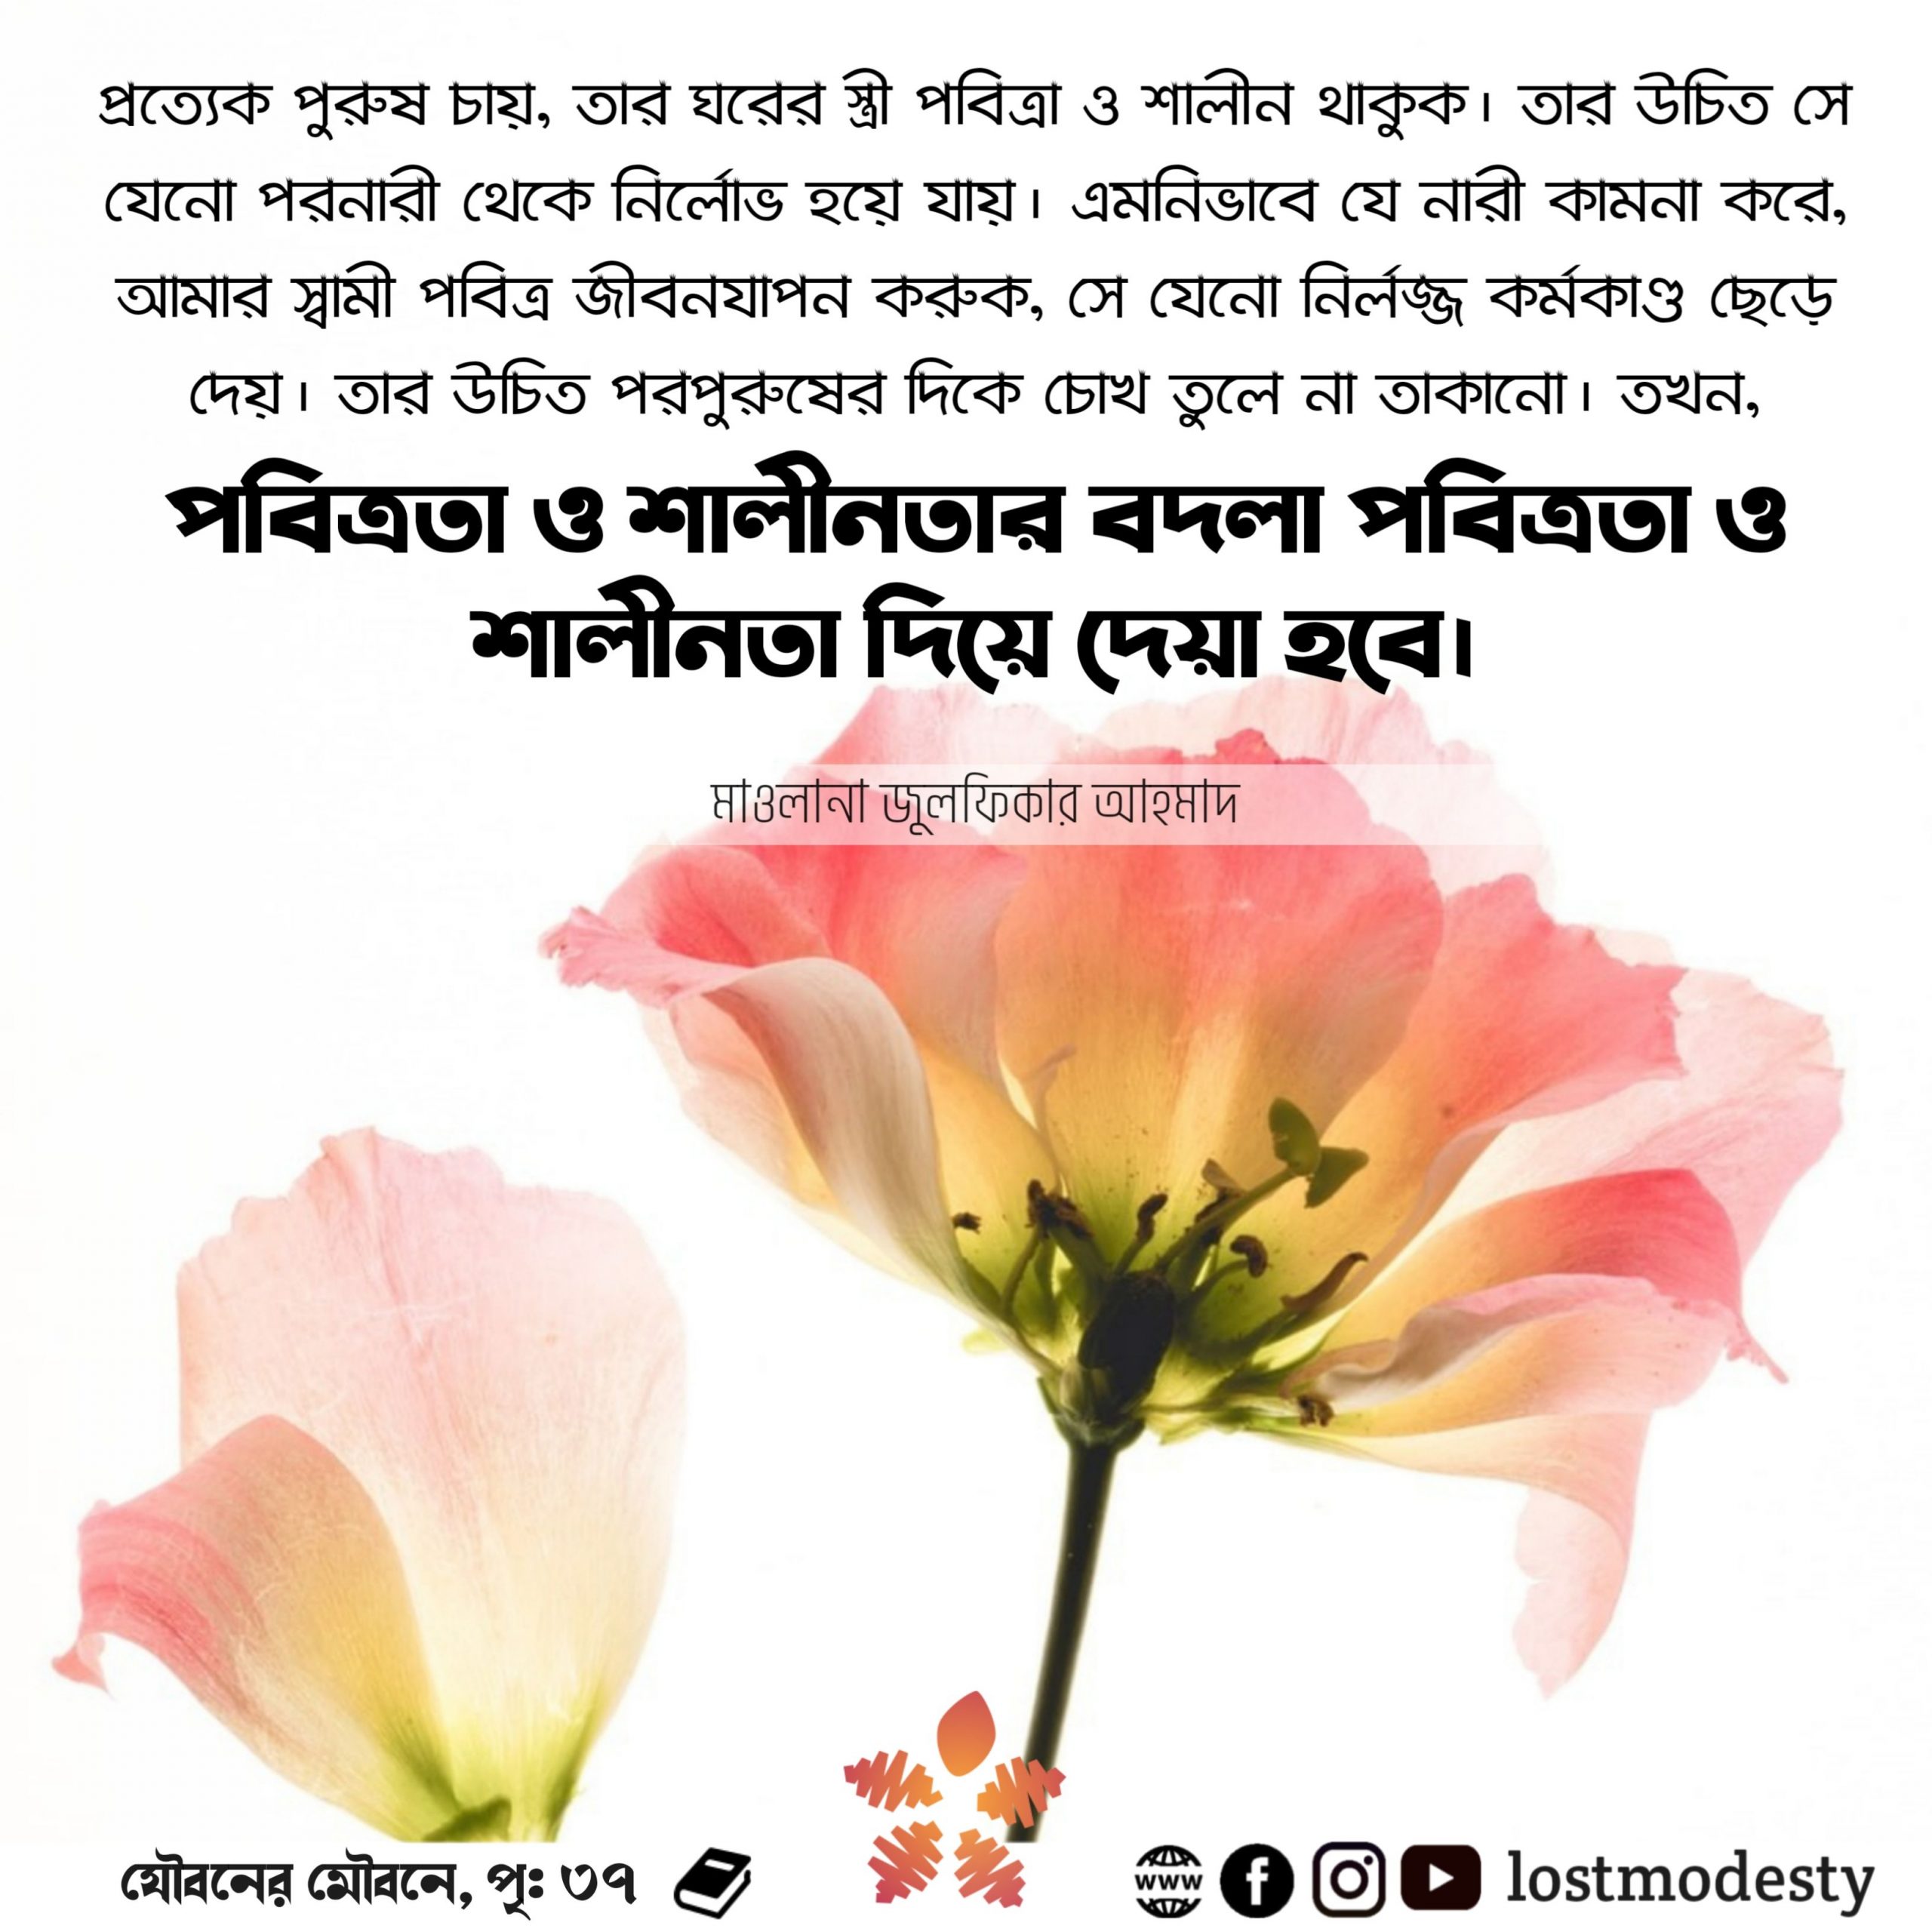 প্রত্যেক পুরুষ চায়, তার ঘরের স্ত্রী পবিত্রা ও শালীন থাকুক। তার উচিত সে
যেনো পরনারী থেকে নির্লোভ হয়ে যায়। এমনিভাবে যে নারী কামনা করে,
আমার স্বামী পবিত্র জীবনযাপন করুক, সে যেনো নির্লজ্জ কর্মকাণ্ড ছেড়ে
দেয়। তার উচিত পরপুরুষের দিকে চোখ তুলে না তাকানো। তখন,
পবিত্রতা ও শালীনতার বদলা পবিত্রতা ও
শালীনতা দিয়ে দেয়া হবে।
মাওলানা জুলফিকার আহমাদ
যৌবনের মৌবনে, পৃঃ ৩৭
www lostmodesty